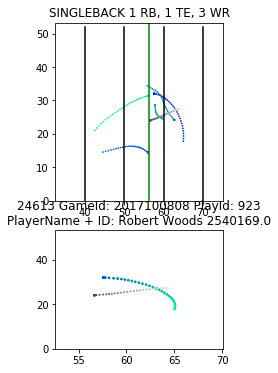 SINGLEBACK 1 RB, 1 TE, 3 WR
50
40
30
20
10
0
40 50 60 70
24613 GameId: 2017100808 PlayId: 923
PlayerName + ID: Robert Woods 2540169.0
40
20
0
55 60 65 70